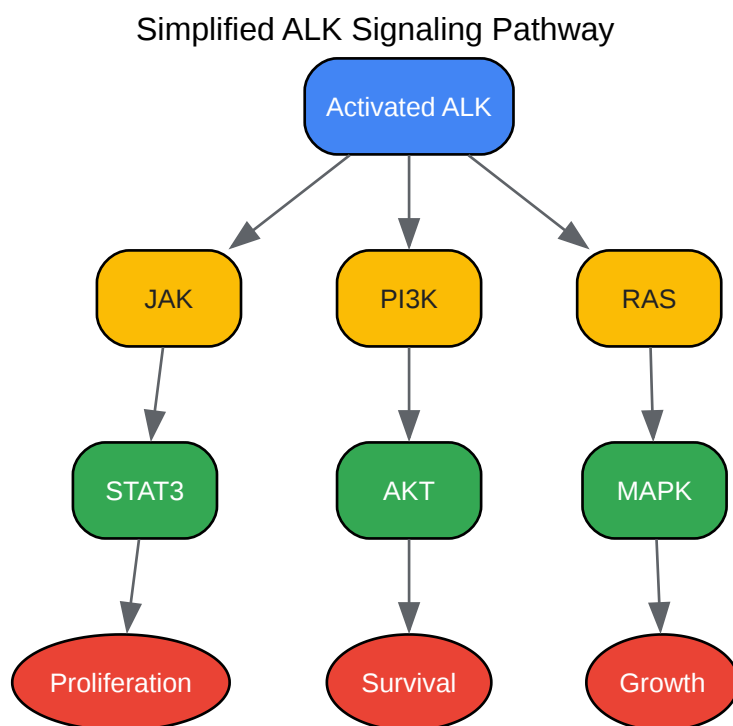 Simplified ALK Signaling Pathway
Activated ALK
JAK
PI3K
RAS
STAT3
AKT
MAPK
Proliferation
Survival
Growth